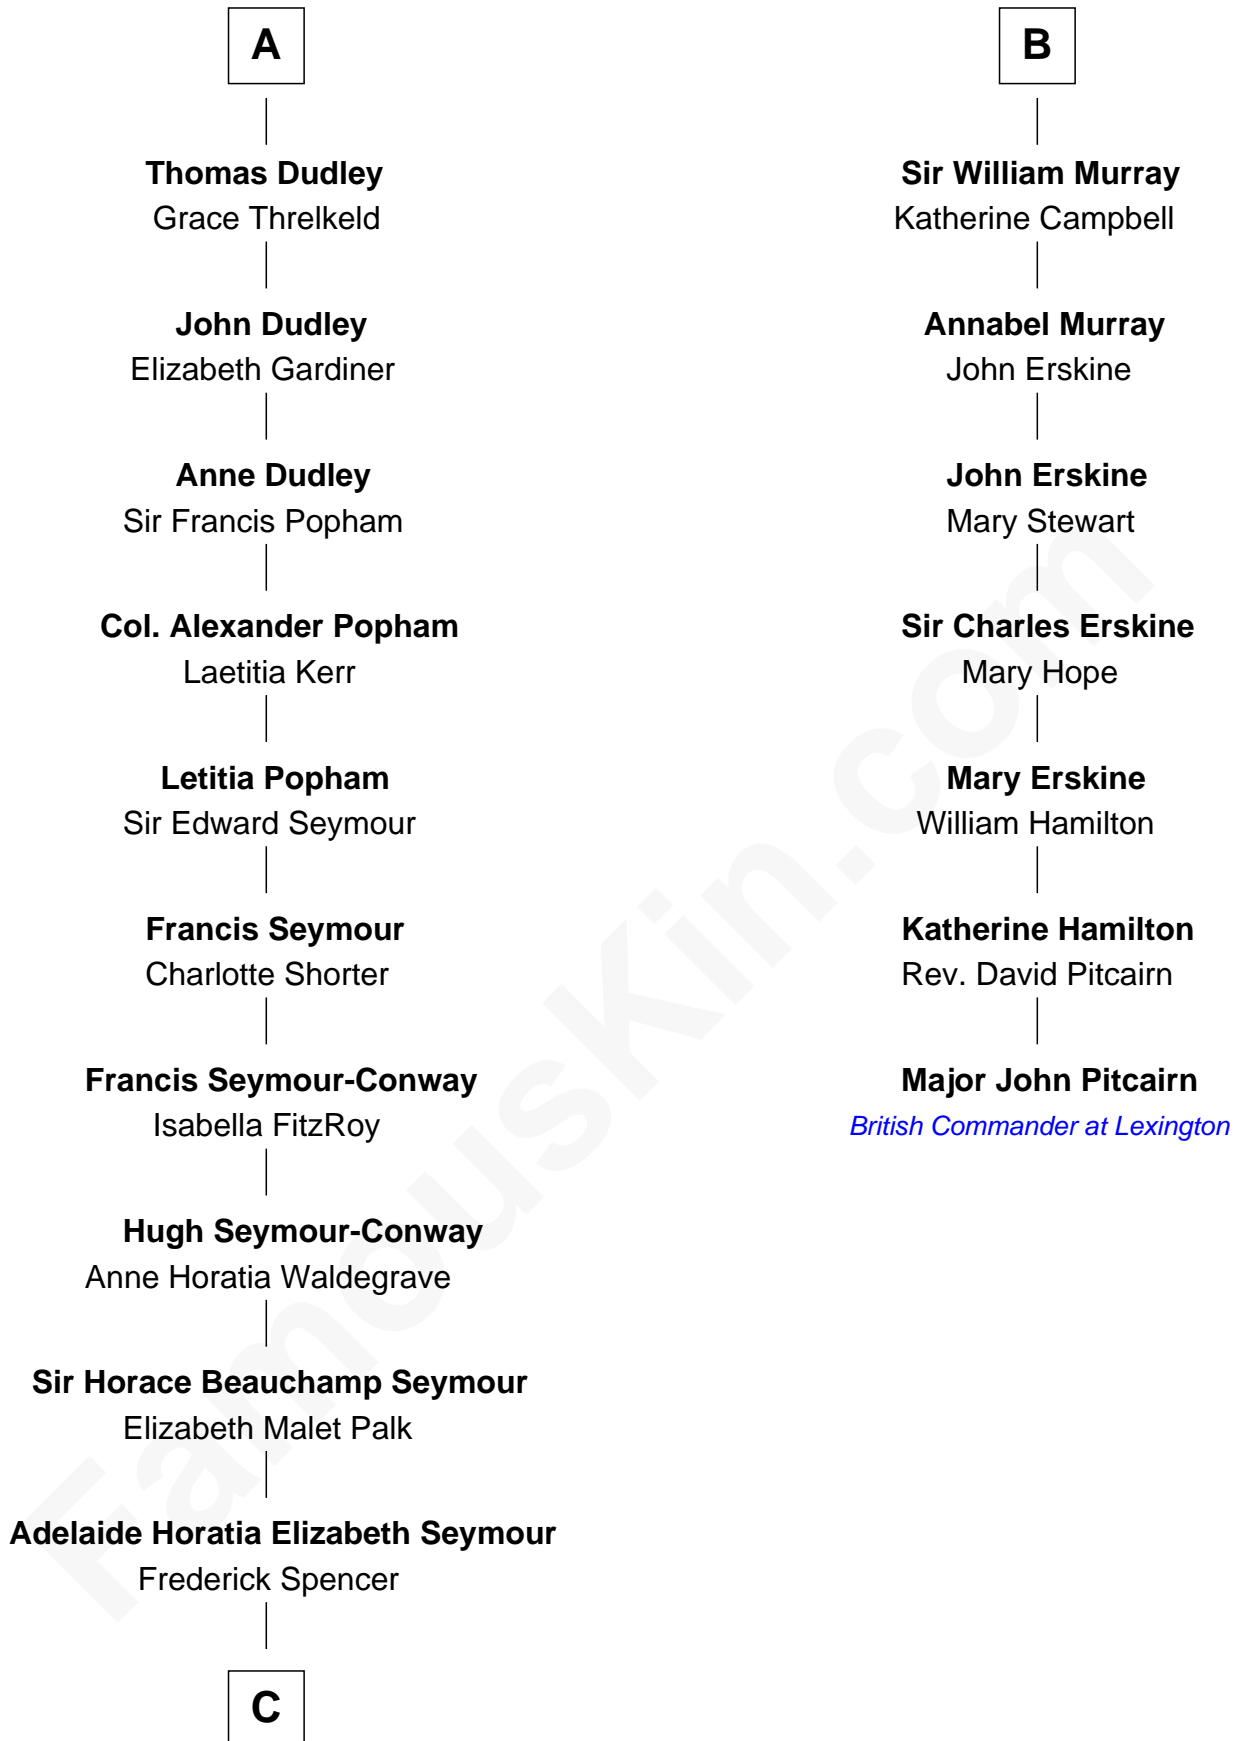 A
Thomas Dudley
Grace Threlkeld
John Dudley
Elizabeth Gardiner
Anne Dudley
Sir Francis Popham
Col. Alexander Popham
Laetitia Kerr
Letitia Popham
Sir Edward Seymour
Francis Seymour
Charlotte Shorter
Francis Seymour-Conway
Isabella FitzRoy
Hugh Seymour-Conway
Anne Horatia Waldegrave
Sir Horace Beauchamp Seymour
Elizabeth Malet Palk
Adelaide Horatia Elizabeth Seymour
Frederick Spencer
C
B
Sir William Murray
Katherine Campbell
Annabel Murray
John Erskine
John Erskine
Mary Stewart
Sir Charles Erskine
Mary Hope
Mary Erskine
William Hamilton
Katherine Hamilton
Rev. David Pitcairn
Major John Pitcairn
British Commander at Lexington
FamousKin.com